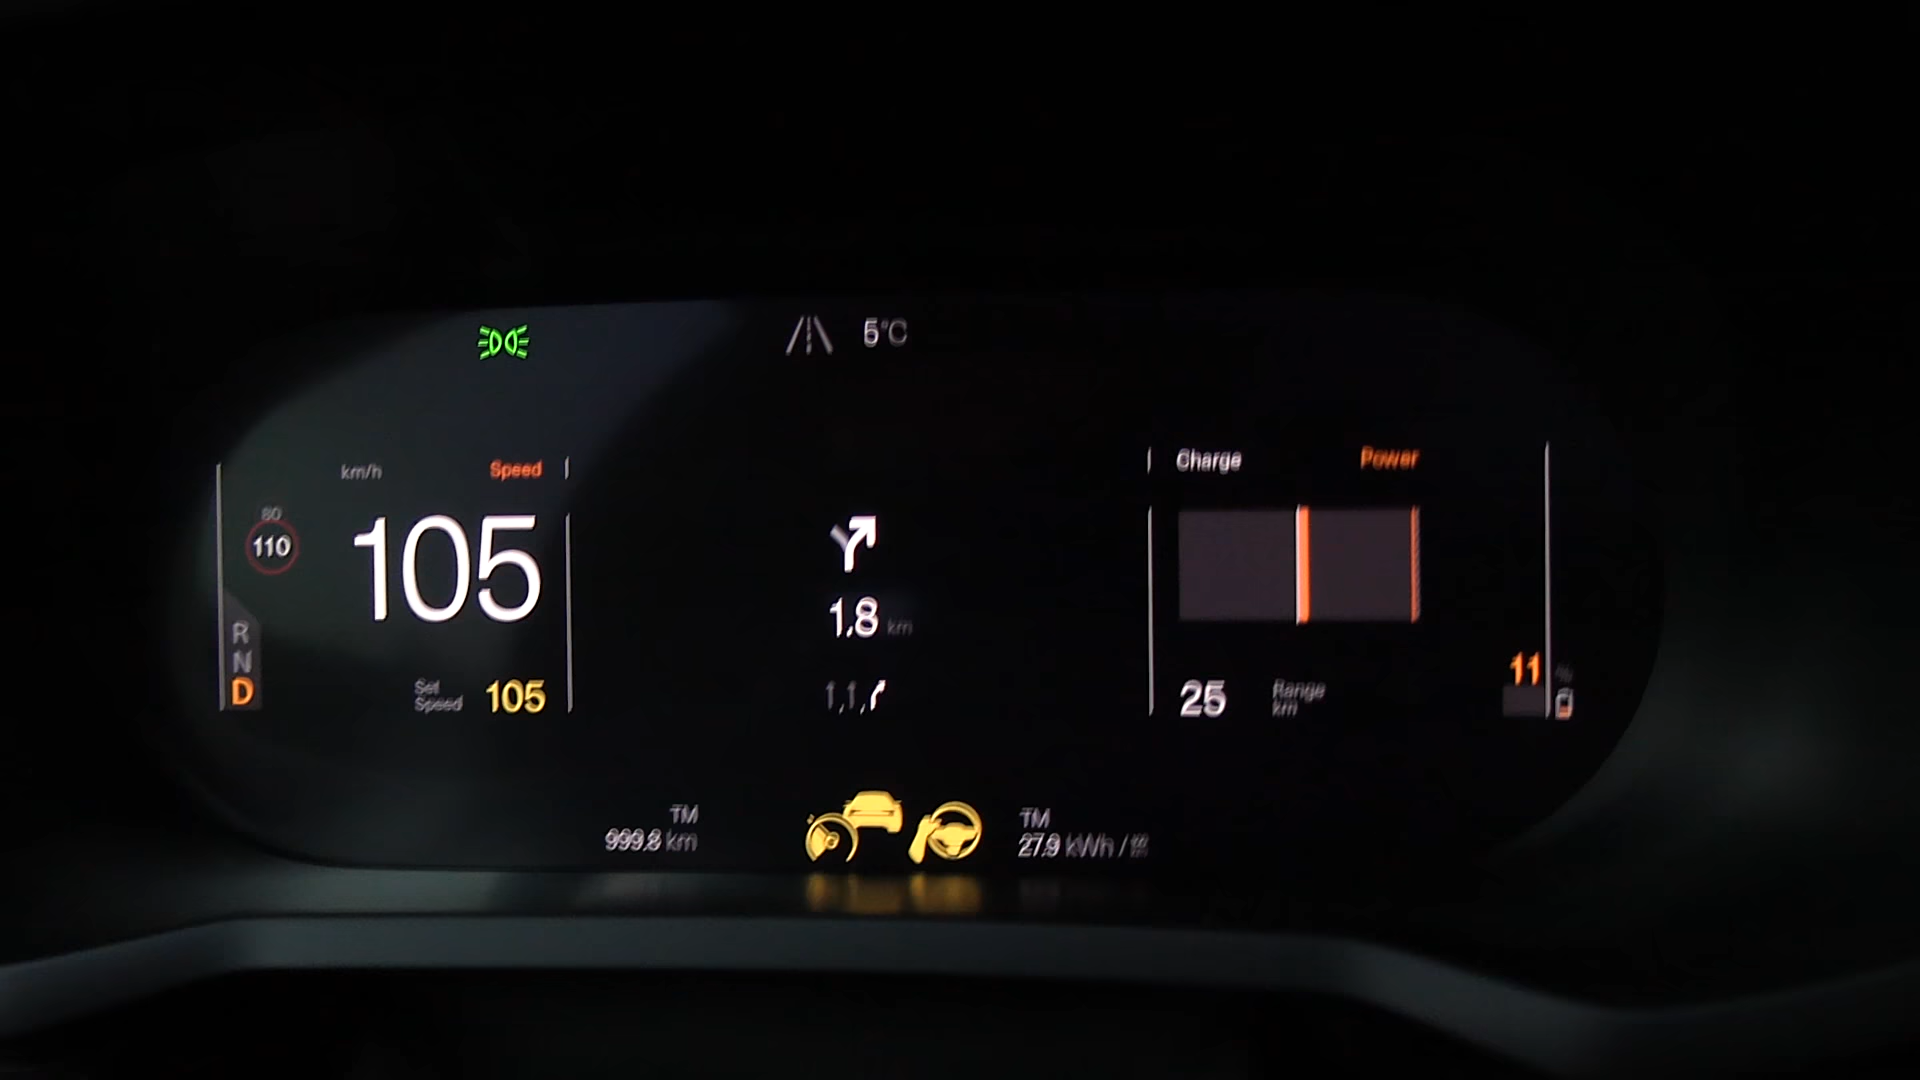 5°C
km/h Speed
80
110
105
R
N
D
Set
Speed
105
1.8 km
Charge Power
25 Range
km
11 %
TM
999.8 km
TM
27.9 kWh /